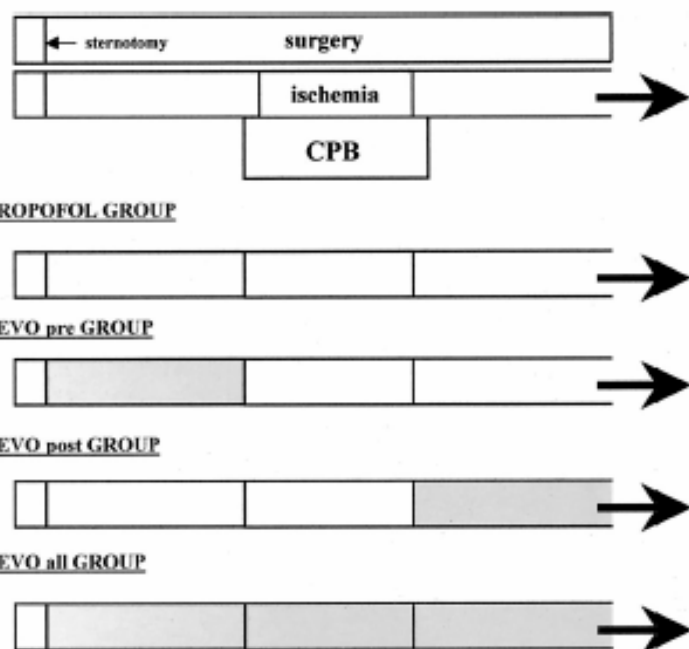 sternotomy surgery
ischemia
CPB
ROPOFOL GROUP
EVO pre GROUP
EVO post GROUP
EVO all GROUP